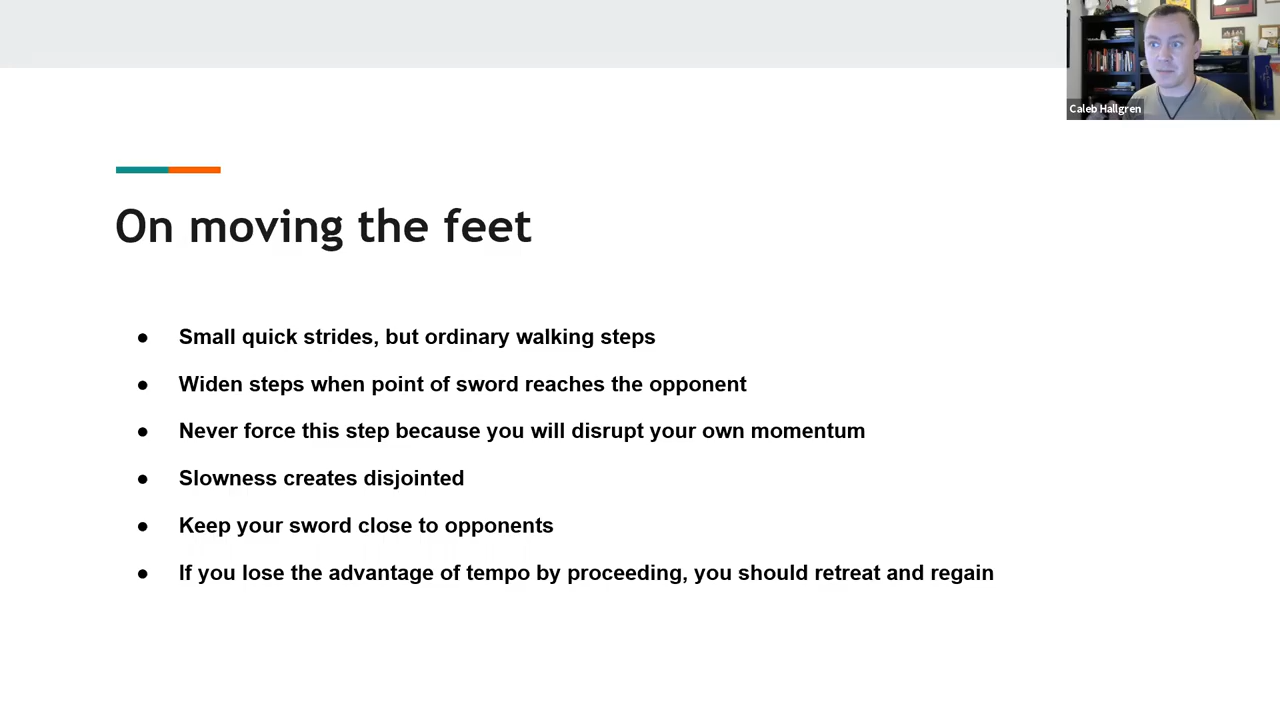 Caleb Hallgren
On moving the feet
● Small quick strides, but ordinary walking steps
● Widen steps when point of sword reaches the opponent
● Never force this step because you will disrupt your own momentum
● Slowness creates disjointed
● Keep your sword close to opponents
● If you lose the advantage of tempo by proceeding, you should retreat and regain